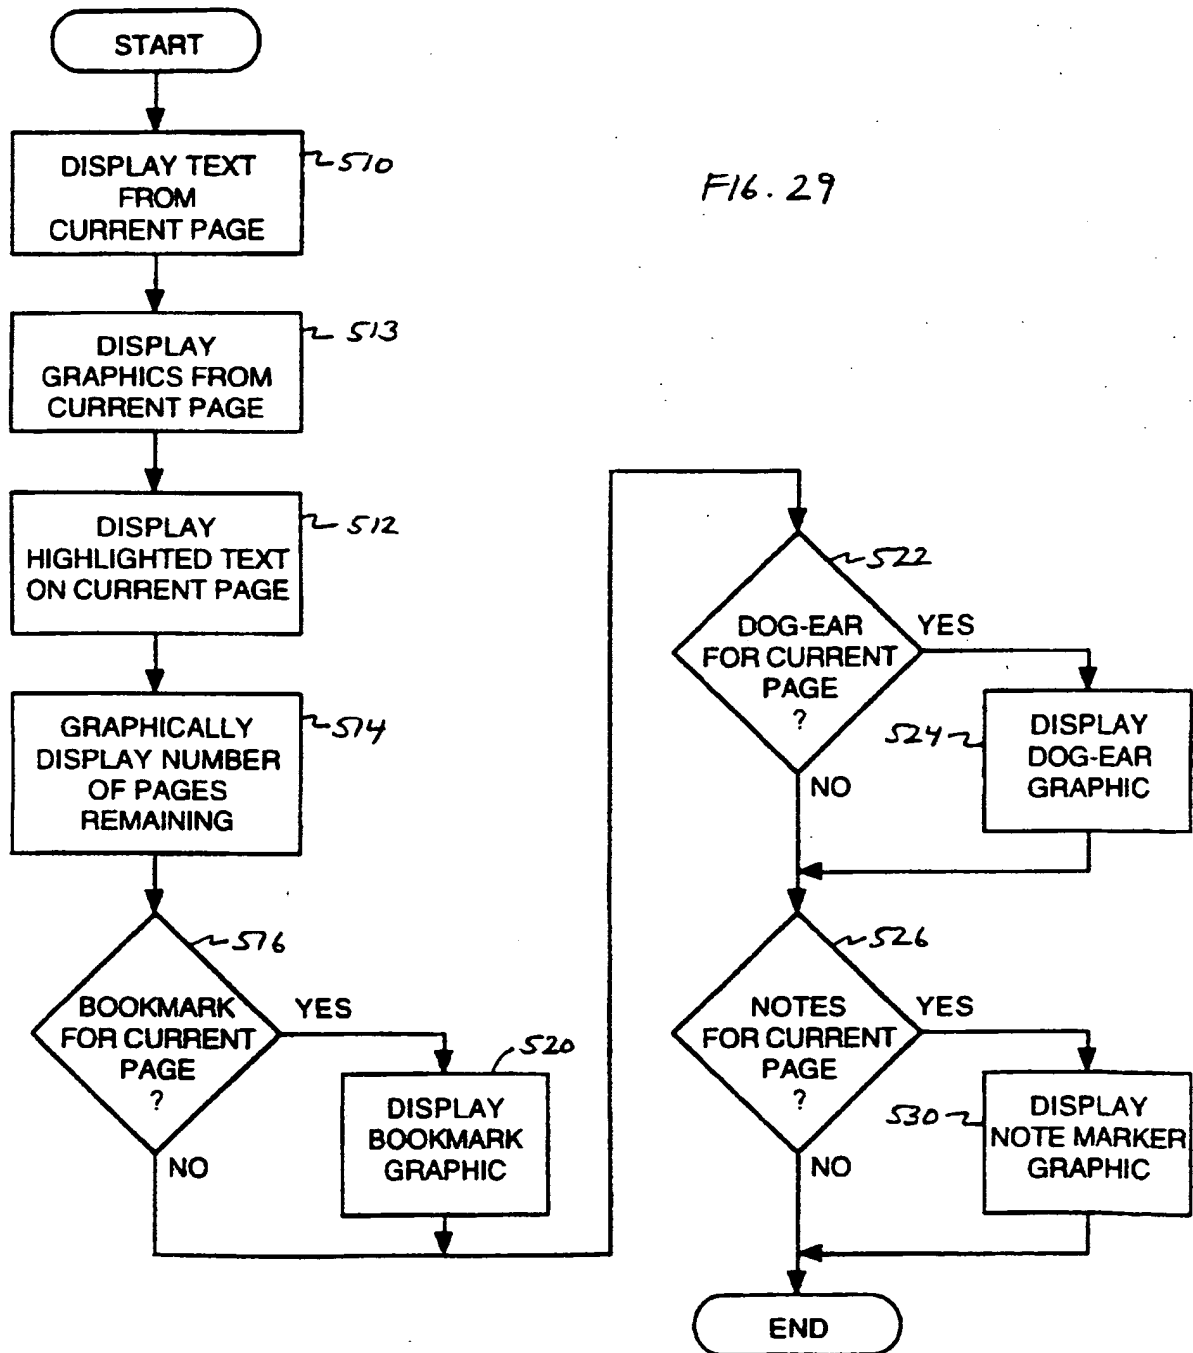 START
DISPLAY TEXT
FROM
CURRENT PAGE
510
FIG. 29
DISPLAY
GRAPHICS FROM
CURRENT PAGE
513
DISPLAY
HIGHLIGHTED TEXT
ON CURRENT PAGE
512
GRAPHICALLY
DISPLAY NUMBER
OF PAGES
REMAINING
514
BOOKMARK
FOR CURRENT
PAGE
?
516
YES
NO
DISPLAY
BOOKMARK
GRAPHIC
520
DOG-EAR
FOR CURRENT
PAGE
?
522
YES
NO
DISPLAY
DOG-EAR
GRAPHIC
524
NOTES
FOR CURRENT
PAGE
?
526
YES
NO
DISPLAY
NOTE MARKER
GRAPHIC
530
END